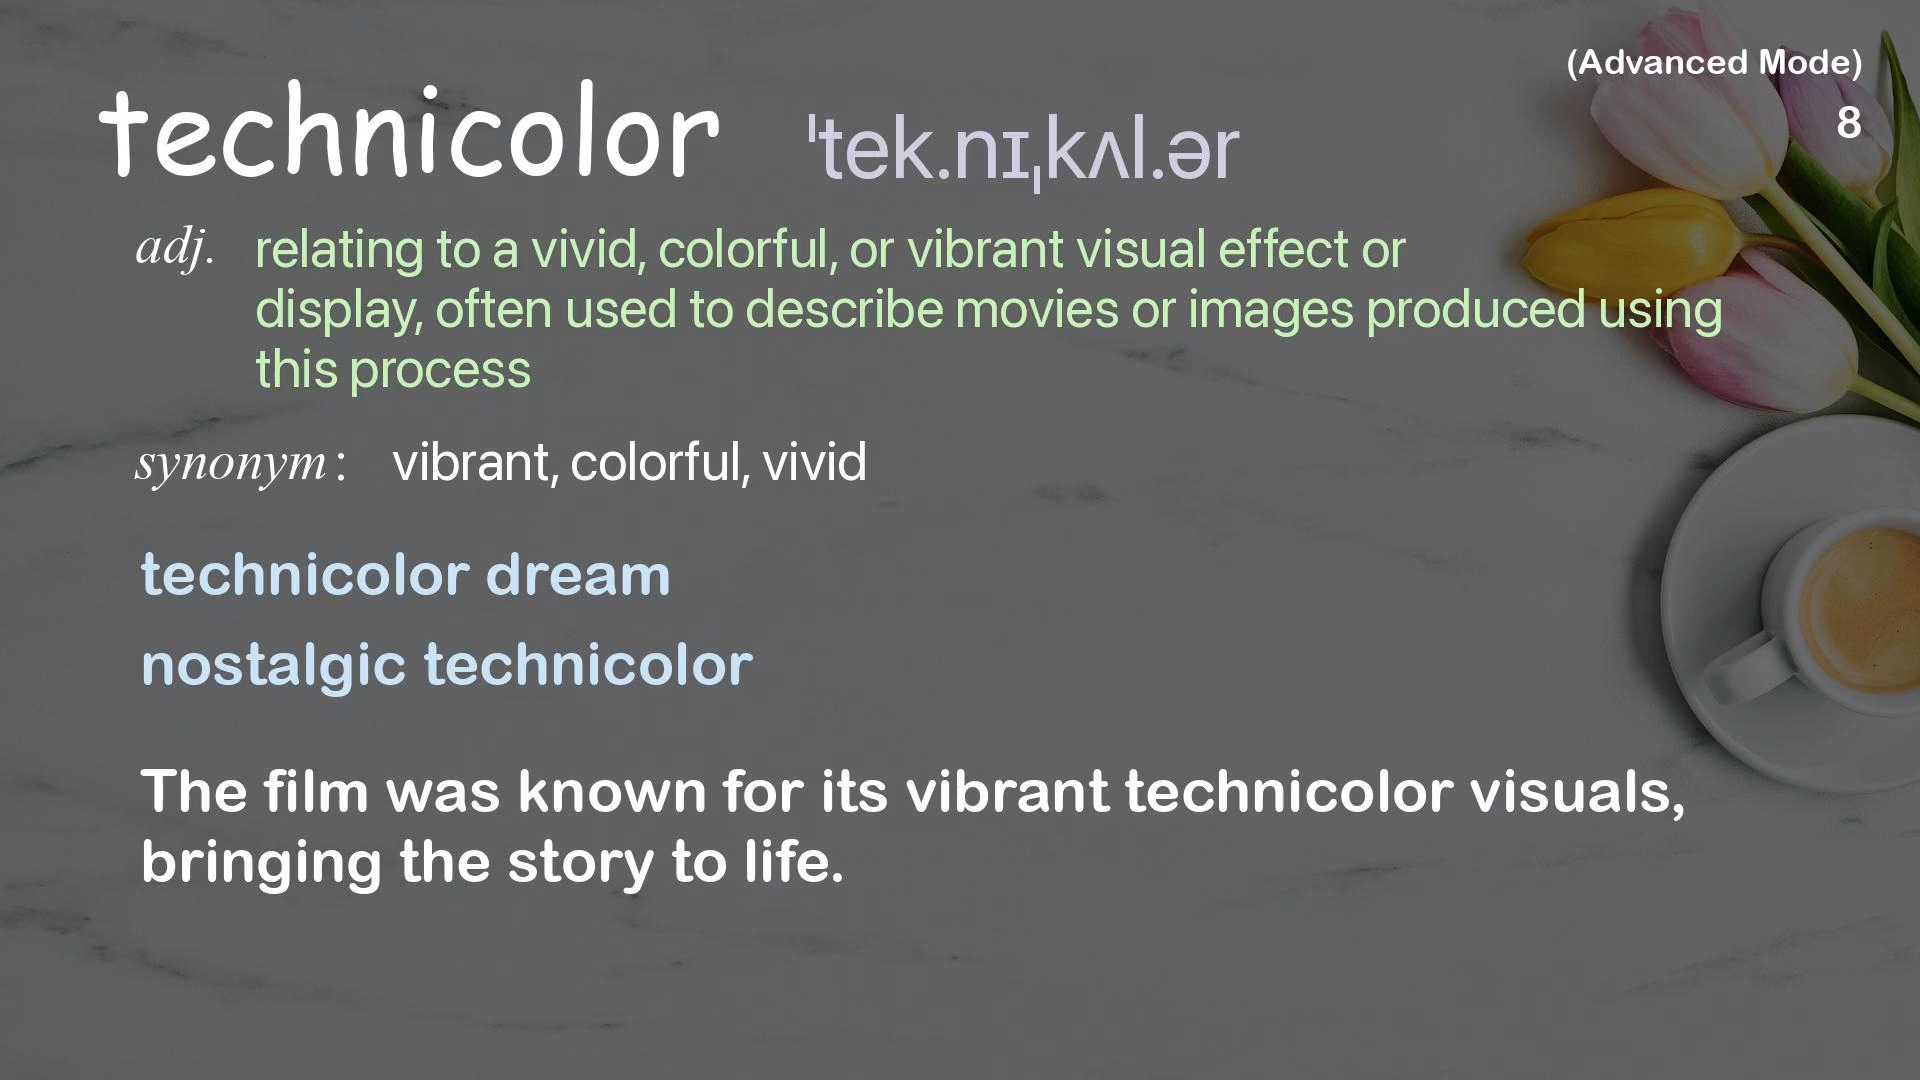 (Advanced Mode)
8
technicolor ˈtek.nɪˌkʌl.ər
adj. relating to a vivid, colorful, or vibrant visual effect or
display, often used to describe movies or images produced using
this process
synonym: vibrant, colorful, vivid
technicolor dream
nostalgic technicolor
The film was known for its vibrant technicolor visuals,
bringing the story to life.